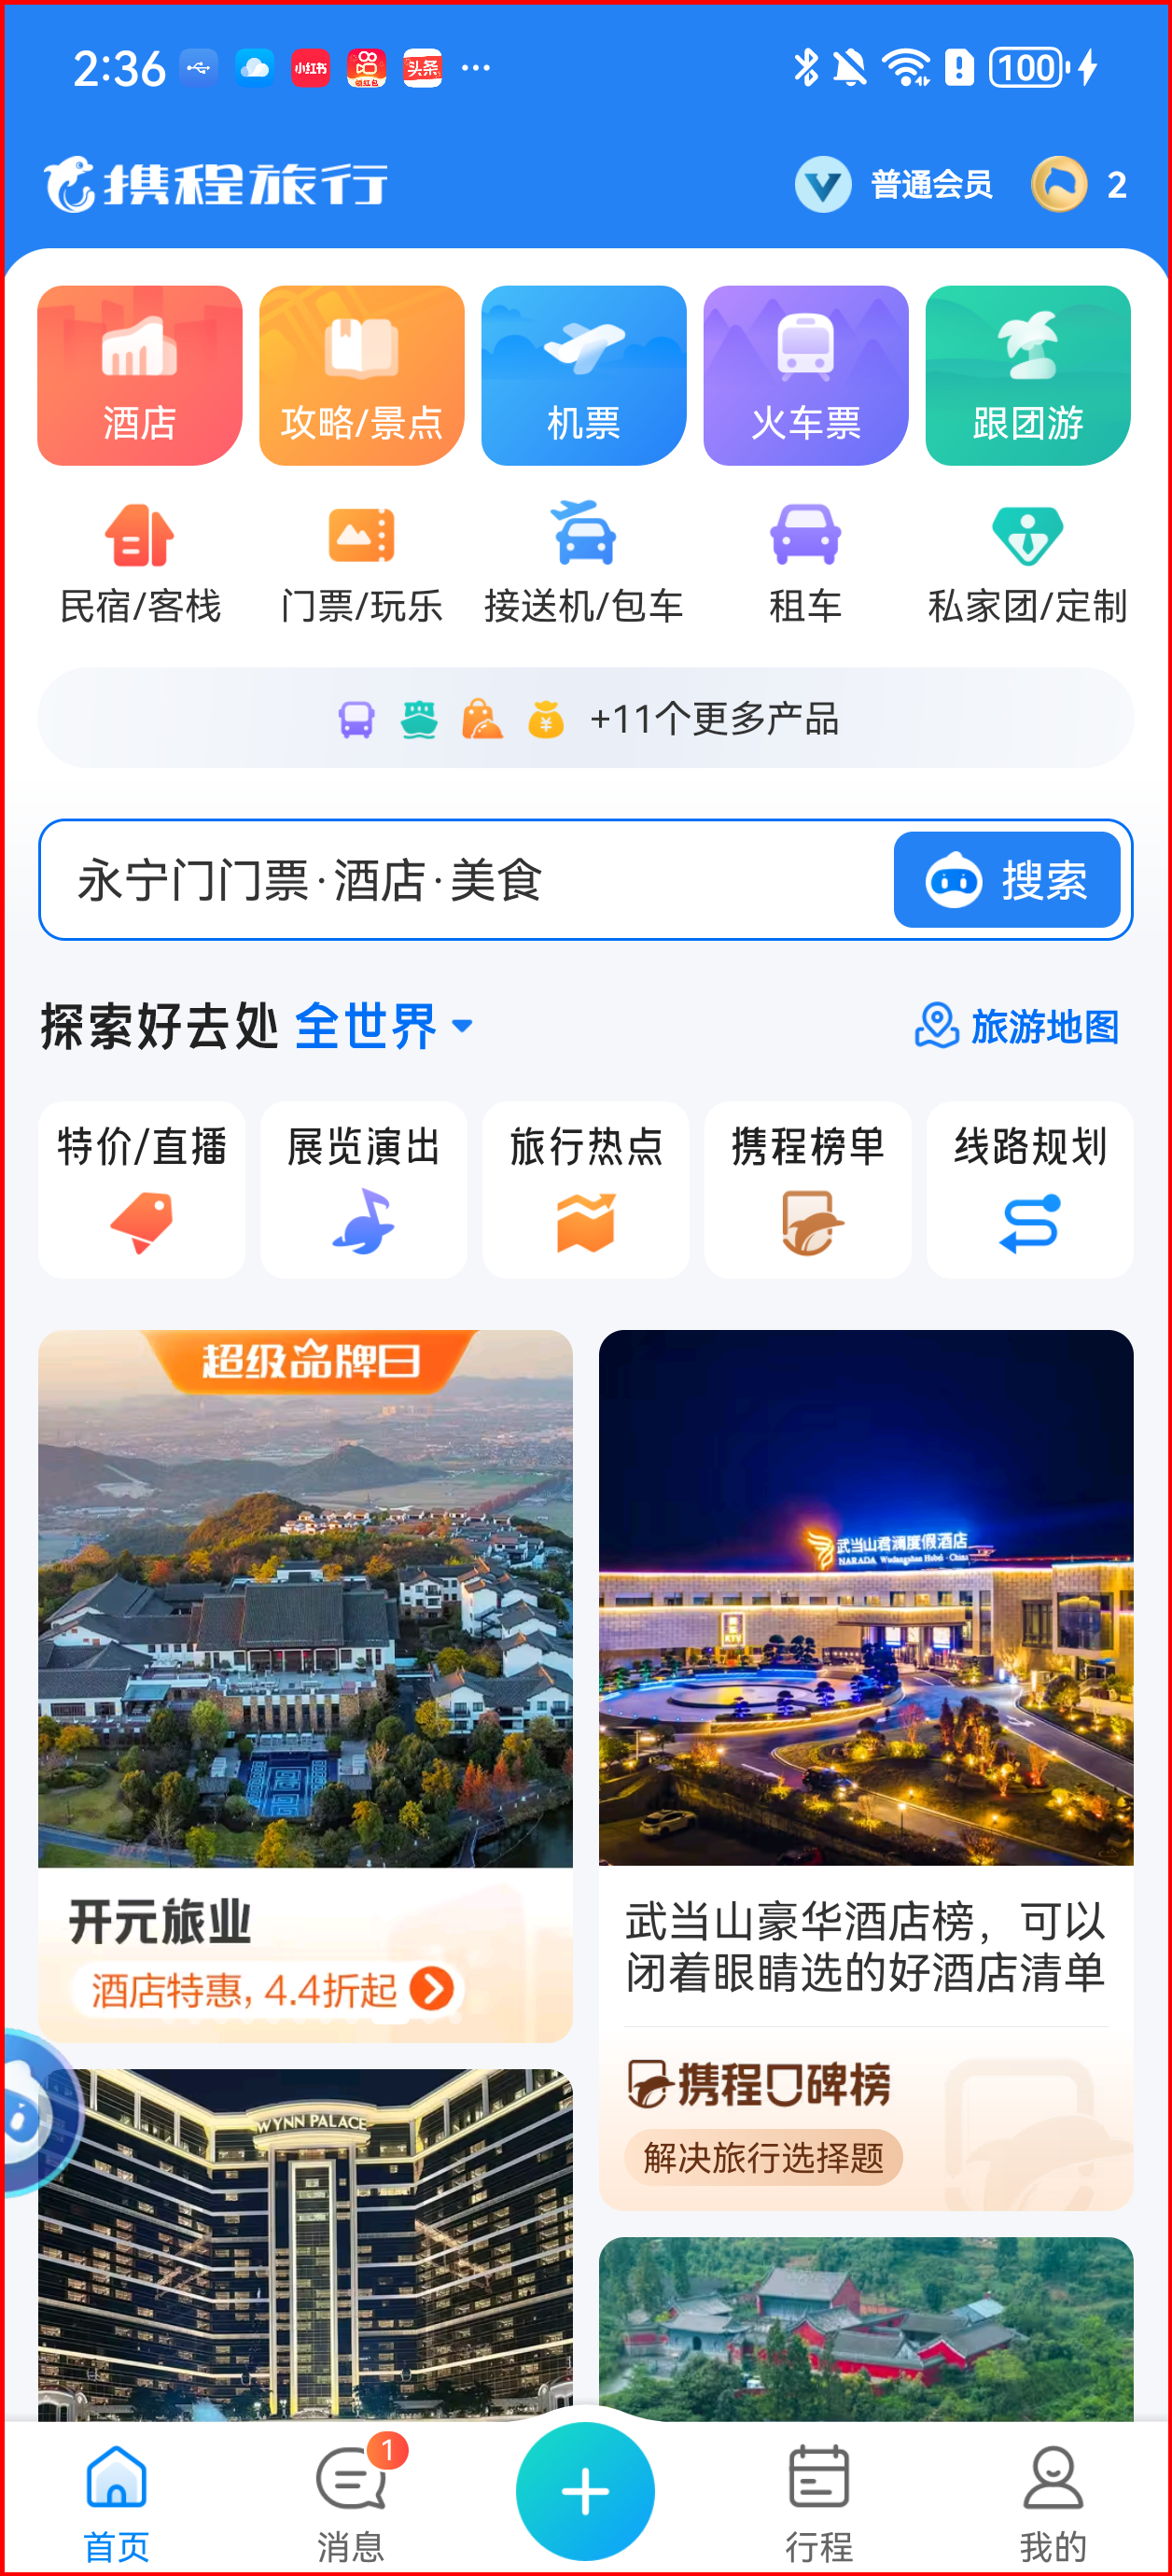 2:36
小红书
领红包
头条
100
携程旅行
普通会员
2
酒店
攻略/景点
机票
火车票
跟团游
民宿/客栈
门票/玩乐
接送机/包车
租车
私家团/定制
+11个更多产品
永宁门门票·酒店·美食
搜索
探索好去处 全世界
旅游地图
特价/直播
展览演出
旅行热点
携程榜单
线路规划
超级品牌日
武当山君澜度假酒店
NARADA Wudangshan Hubei · China
KTV
开元旅业
酒店特惠, 4.4折起
武当山豪华酒店榜，可以
闭着眼睛选的好酒店清单
携程口碑榜
解决旅行选择题
WYNN PALACE
首页
消息
1
行程
我的